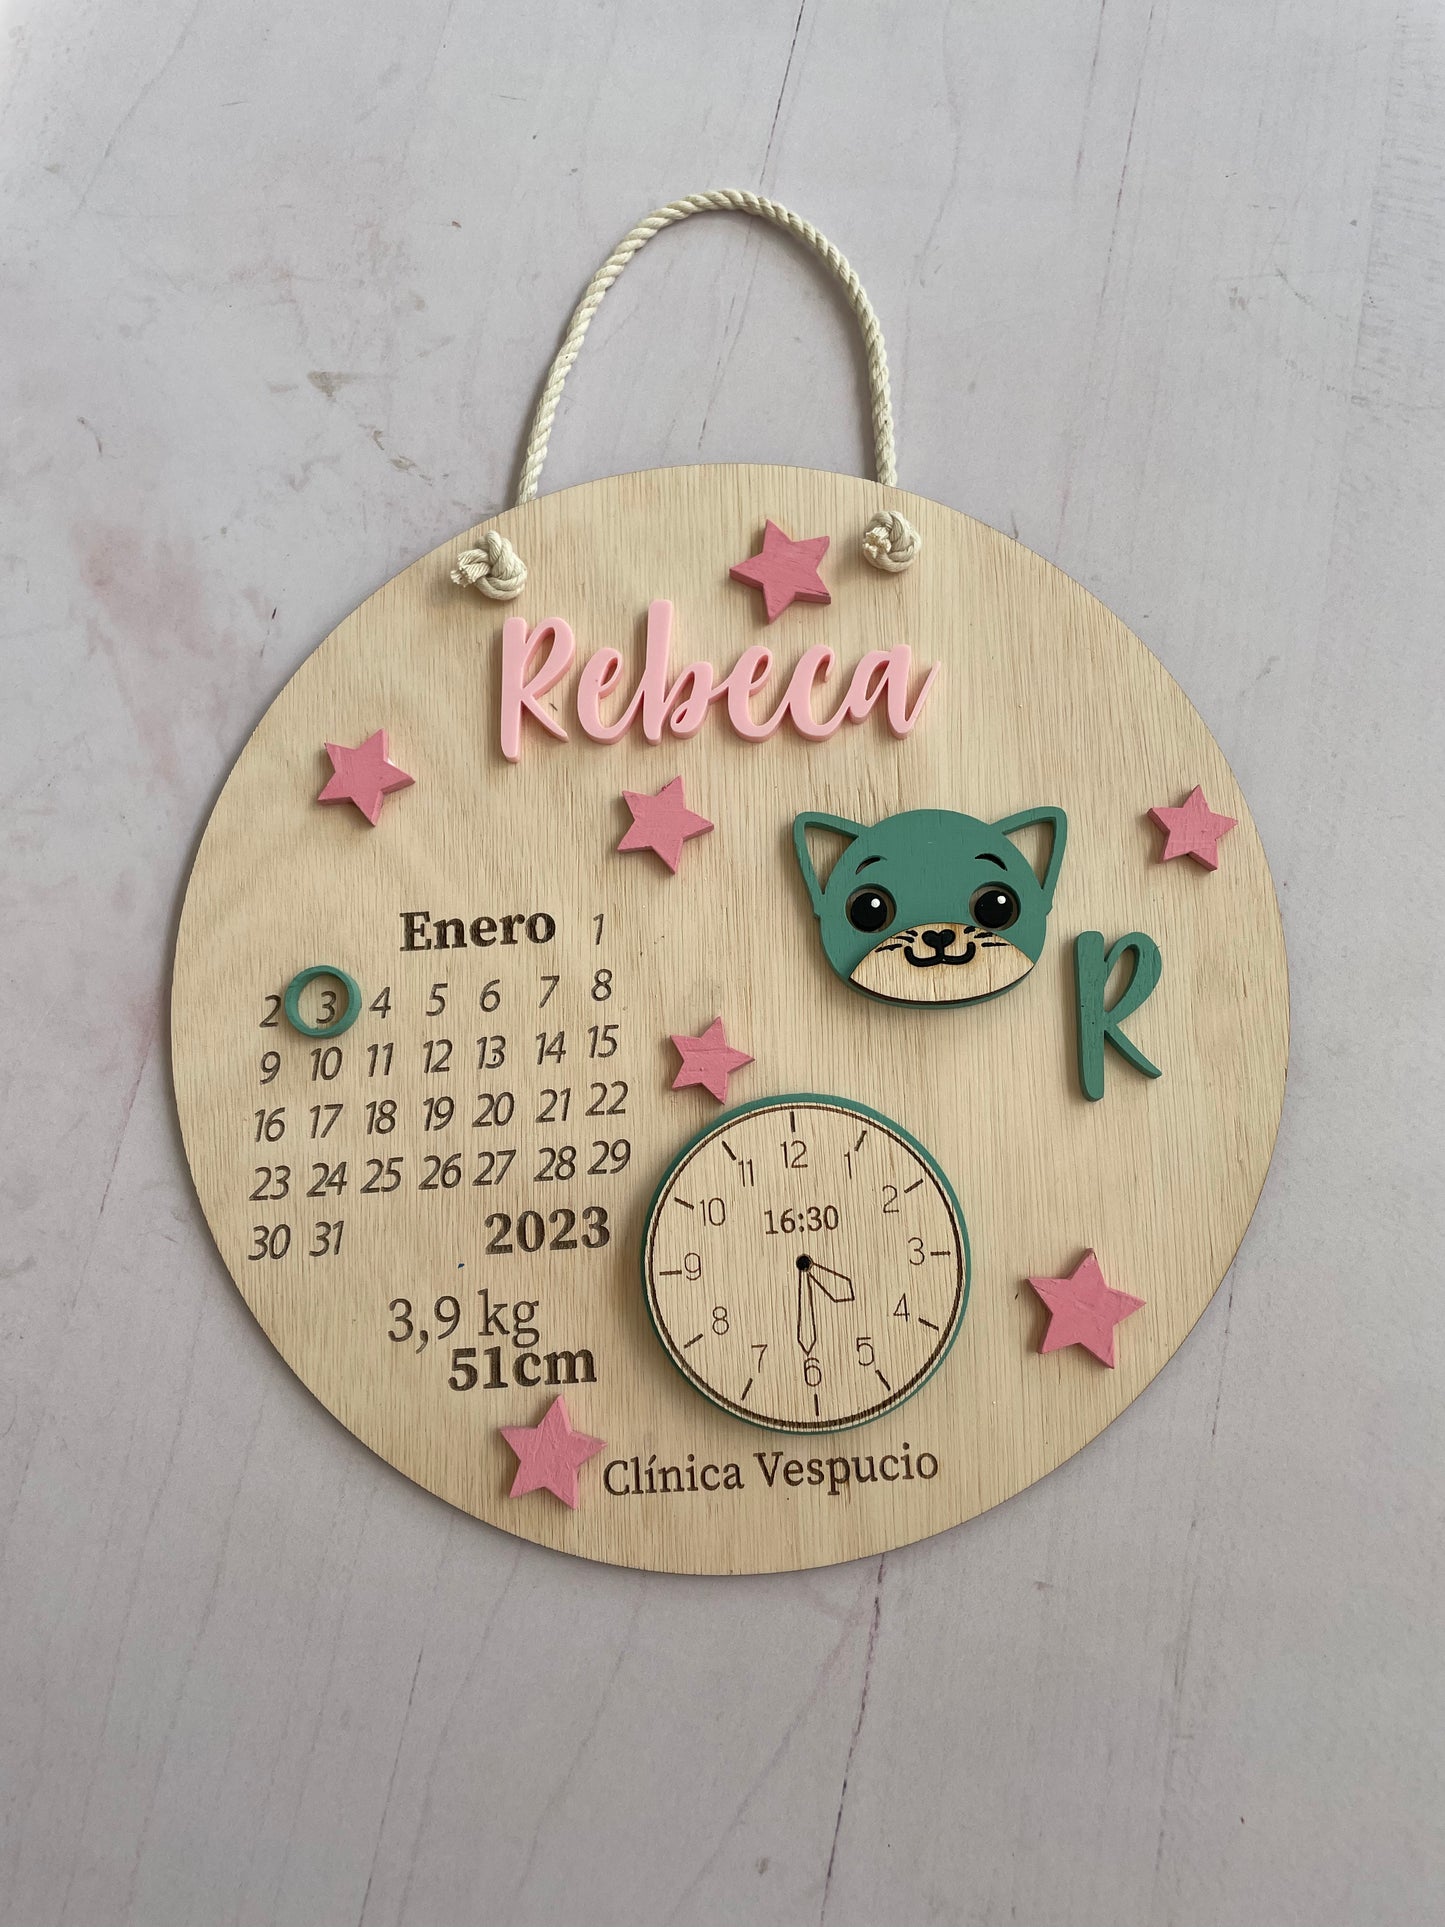 Rebeca
Enero 1
2 3 4 5 6 7 8
9 10 11 12 13 14 15
16 17 18 19 20 21 22
23 24 25 26 27 28 29
30 31 2023
3,9 kg
51cm
R
12
11 1
10 2
16:30
9 3
8 4
7 5
6
Clínica Vespucio